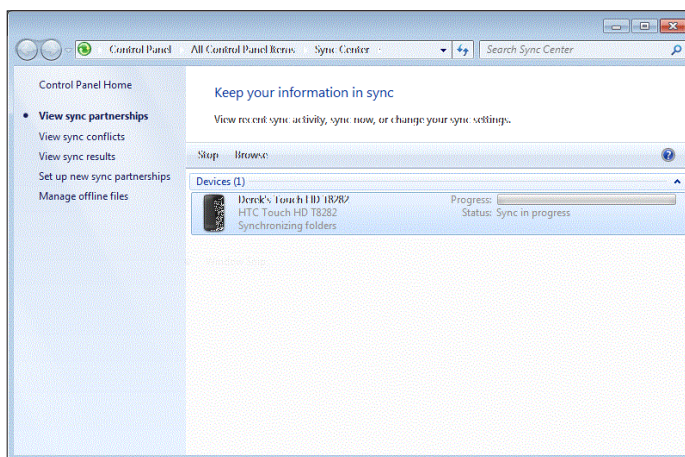 Control Panel All Control Panel Items Sync Center
Search Sync Center
Control Panel Home
View sync partnerships
View sync conflicts
View sync results
Set up new sync partnerships
Manage offline files
Keep your information in sync
View recent sync activity, sync now, or change your sync settings.
Stop Browse
Devices (1)
Derek's Touch HD T8282
HTC Touch HD T8282
Synchronizing folders
Progress:
Status: Sync in progress
Window Snip